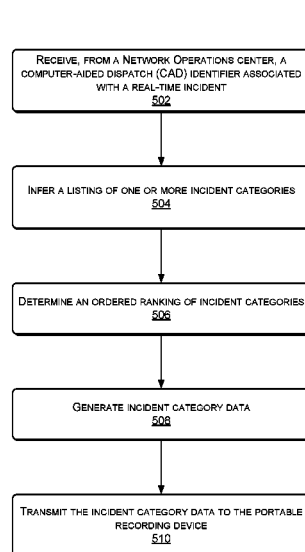 RECEIVE, FROM A NETWORK OPERATIONS CENTER, A
COMPUTER-AIDED DISPATCH (CAD) IDENTIFIER ASSOCIATED
WITH A REAL-TIME INCIDENT
502
INFER A LISTING OF ONE OR MORE INCIDENT CATEGORIES
504
DETERMINE AN ORDERED RANKING OF INCIDENT CATEGORIES
506
GENERATE INCIDENT CATEGORY DATA
508
TRANSMIT THE INCIDENT CATEGORY DATA TO THE PORTABLE
RECORDING DEVICE
510